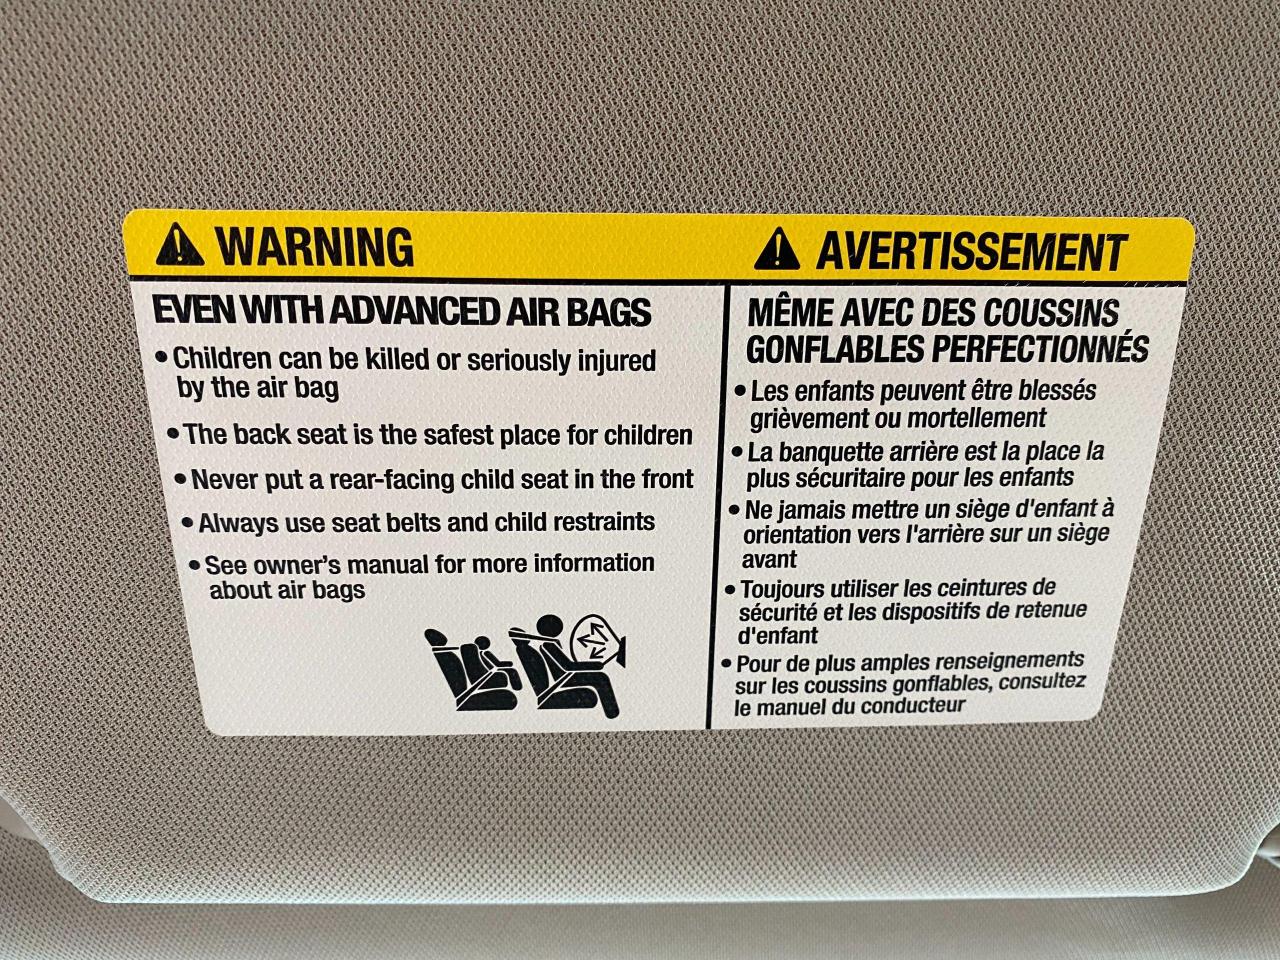 WARNING
EVEN WITH ADVANCED AIR BAGS
• Children can be killed or seriously injured
by the air bag
• The back seat is the safest place for children
• Never put a rear-facing child seat in the front
• Always use seat belts and child restraints
• See owner's manual for more information
about air bags
AVERTISSEMENT
MÊME AVEC DES COUSSINS
GONFLABLES PERFECTIONNÉS
• Les enfants peuvent être blessés
grièvement ou mortellement
• La banquette arrière est la place la
plus sécuritaire pour les enfants
• Ne jamais mettre un siège d'enfant à
orientation vers l'arrière sur un siège
avant
• Toujours utiliser les ceintures de
sécurité et les dispositifs de retenue
d'enfant
• Pour de plus amples renseignements
sur les coussins gonflables, consultez
le manuel du conducteur